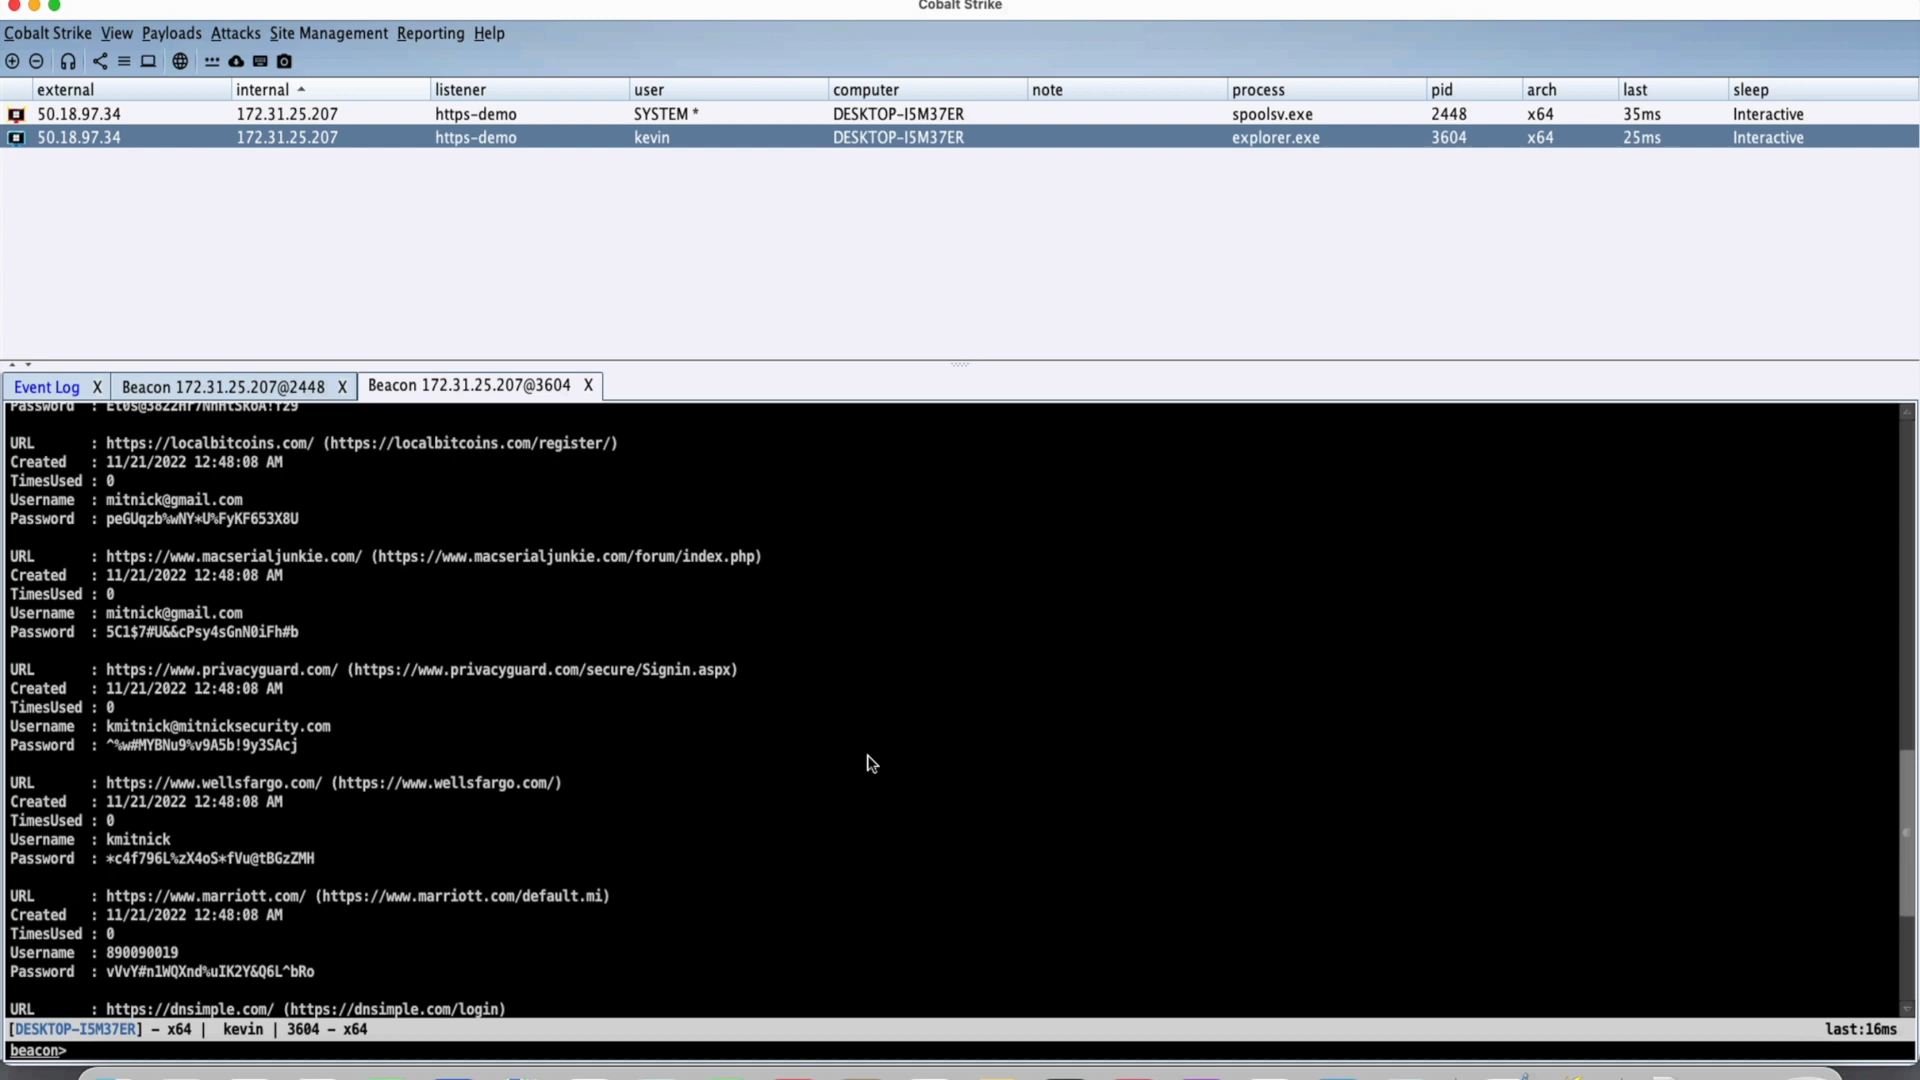 Cobalt Strike
Cobalt Strike View Payloads Attacks Site Management Reporting Help
external internal listener user computer note process pid arch last sleep
50.18.97.34 172.31.25.207 https-demo SYSTEM * DESKTOP-I5M37ER spoolsv.exe 2448 x64 35ms Interactive
50.18.97.34 172.31.25.207 https-demo kevin DESKTOP-I5M37ER explorer.exe 3604 x64 25ms Interactive
Event Log X Beacon 172.31.25.207@2448 X Beacon 172.31.25.207@3604 X
Password :
URL : https://localbitcoins.com/ (https://localbitcoins.com/register/)
Created : 11/21/2022 12:48:08 AM
TimesUsed : 0
Username : mitnick@gmail.com
Password : peGUqzb%wNY*U%FyKF653X8U
URL : https://www.macserialjunkie.com/ (https://www.macserialjunkie.com/forum/index.php)
Created : 11/21/2022 12:48:08 AM
TimesUsed : 0
Username : mitnick@gmail.com
Password : 5C1$7#U&&cPsy4sGnN0iFh#b
URL : https://www.privacyguard.com/ (https://www.privacyguard.com/secure/Signin.aspx)
Created : 11/21/2022 12:48:08 AM
TimesUsed : 0
Username : kmitnick@mitnicksecurity.com
Password : ^%w#MYBNu9%v9A5b!9y3SAcj
URL : https://www.wellsfargo.com/ (https://www.wellsfargo.com/)
Created : 11/21/2022 12:48:08 AM
TimesUsed : 0
Username : kmitnick
Password : *c4f796L%zX4oS*fVu@tBGzZMH
URL : https://www.marriott.com/ (https://www.marriott.com/default.mi)
Created : 11/21/2022 12:48:08 AM
TimesUsed : 0
Username : 890090019
Password : vVvY#n1WQXnd%uIK2Y&Q6L^bRo
URL : https://dnsimple.com/ (https://dnsimple.com/login)
[DESKTOP-I5M37ER] - x64 | kevin | 3604 - x64 last:16ms
beacon>